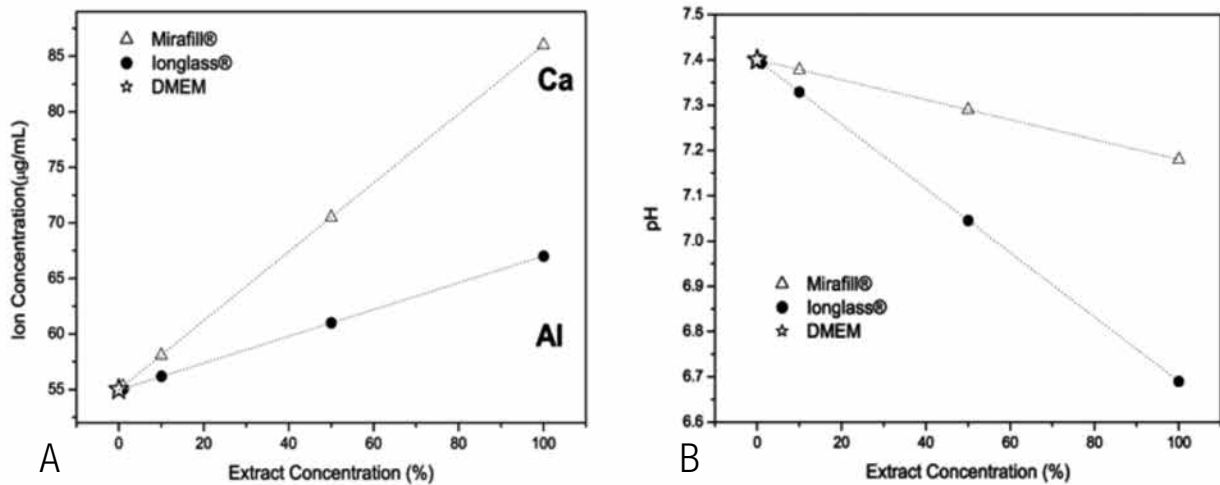 Mirafill®
Ionglass®
DMEM
Ca
Al
Ion Concentration(µg/mL)
85
80
75
70
65
60
55
0 20 40 60 80 100
Extract Concentration (%)
A
7.5
7.4
7.3
7.2
7.1
7.0
6.9
6.8
6.7
6.6
pH
Mirafill®
Ionglass®
DMEM
0 20 40 60 80 100
Extract Concentration (%)
B